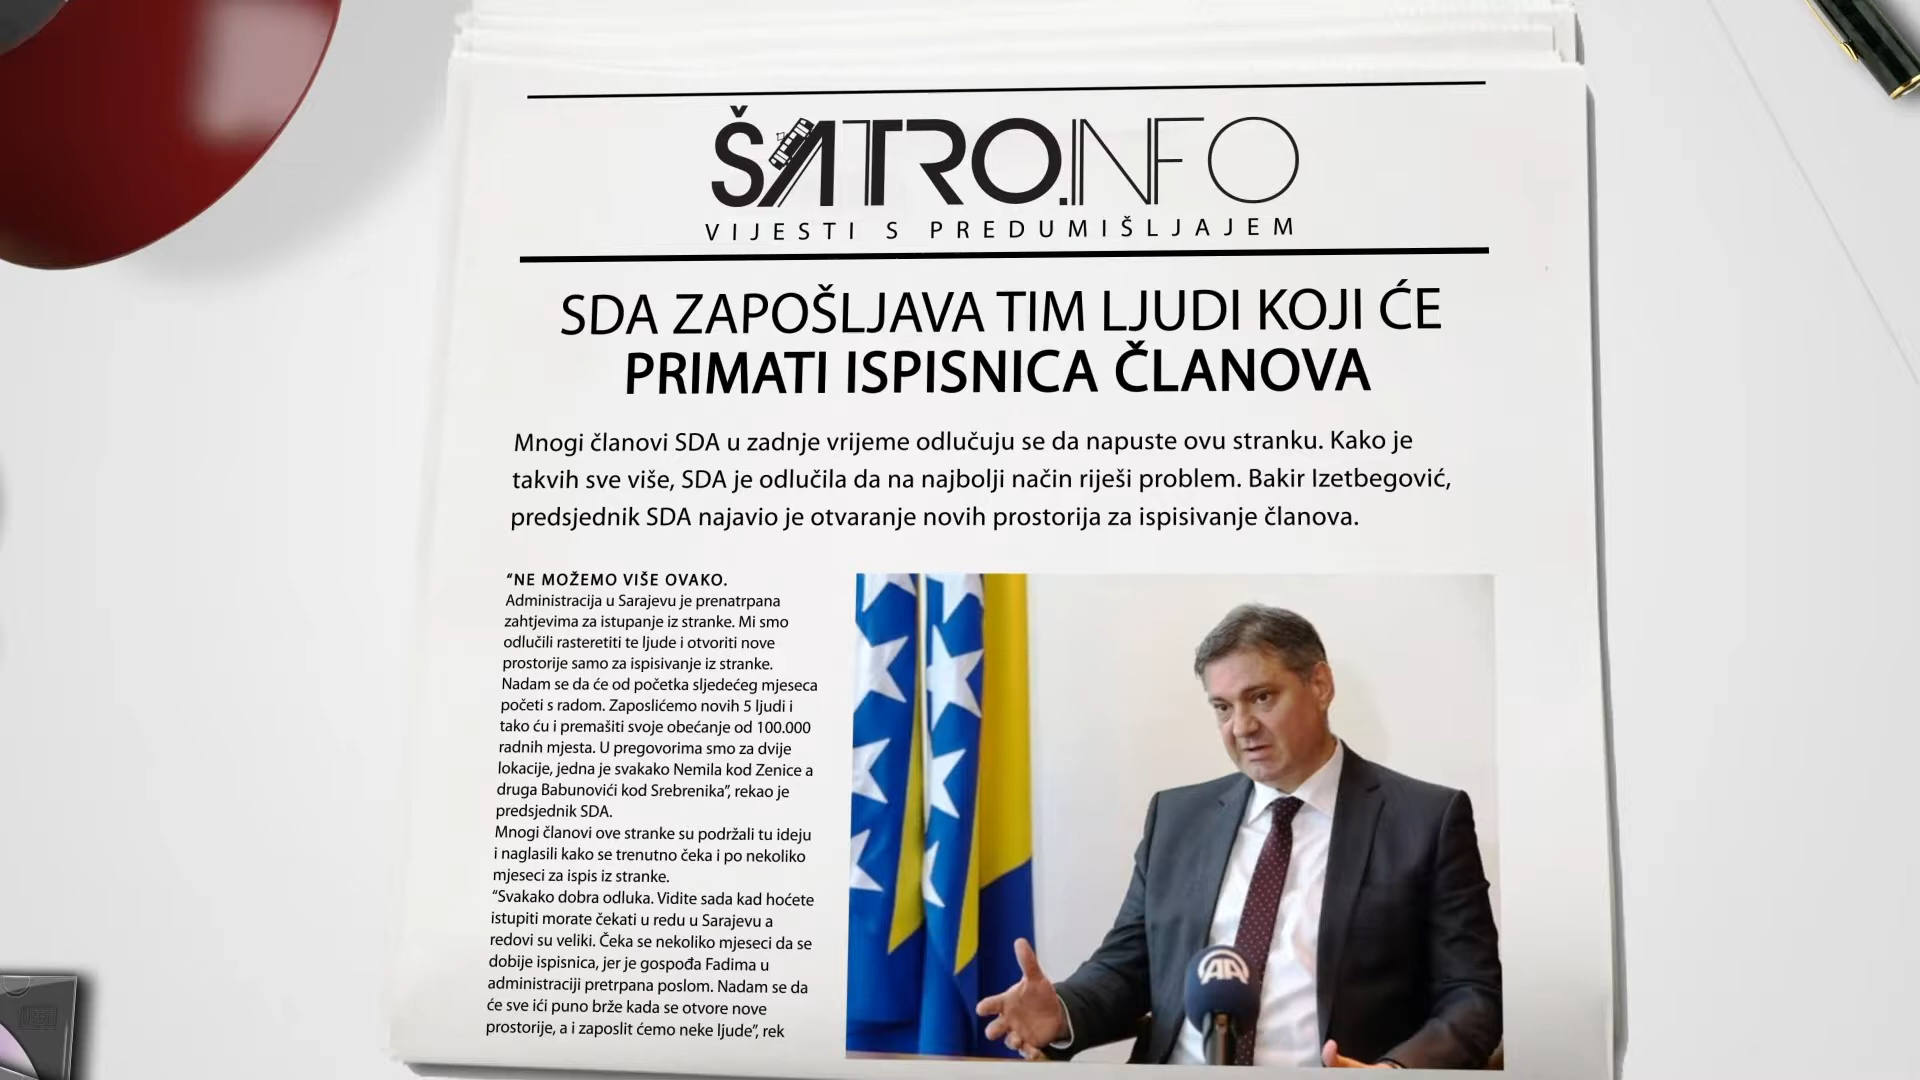 ŠATRO.INFO
VIJESTI S PREDUMIŠLJAJEM
SDA ZAPOŠLJAVA TIM LJUDI KOJI ĆE
PRIMATI ISPISNICA ČLANOVA
Mnogi članovi SDA u zadnje vrijeme odlučuju se da napuste ovu stranku. Kako je
takvih sve više, SDA je odlučila da na najbolji način riješi problem. Bakir Izetbegović,
predsjednik SDA najavio je otvaranje novih prostorija za ispisivanje članova.
“NE MOŽEMO VIŠE OVAKO.
Administracija u Sarajevu je prenatrpana
zahtjevima za istupanje iz stranke. Mi smo
odlučili rasteretiti te ljude i otvoriti nove
prostorije samo za ispisivanje iz stranke.
Nadam se da će od početka sljedećeg mjeseca
početi s radom. Zaposlićemo novih 5 ljudi i
tako ću i premašiti svoje obećanje od 100.000
radnih mjesta. U pregovorima smo za dvije
lokacije, jedna je svakako Nemila kod Zenice a
druga Babunovići kod Srebrenika”, rekao je
predsjednik SDA.
Mnogi članovi ove stranke su podržali tu ideju
i naglasili kako se trenutno čeka i po nekoliko
mjeseci za ispis iz stranke.
“Svakako dobra odluka. Vidite sada kad hoćete
istupiti morate čekati u redu u Sarajevu a
redovi su veliki. Čeka se nekoliko mjeseci da se
dobije ispisnica, jer je gospođa Fadima u
administraciji pretrpana poslom. Nadam se da
će sve ići puno brže kada se otvore nove
prostorije, a i zaposlit ćemo neke ljude”, rek
AA